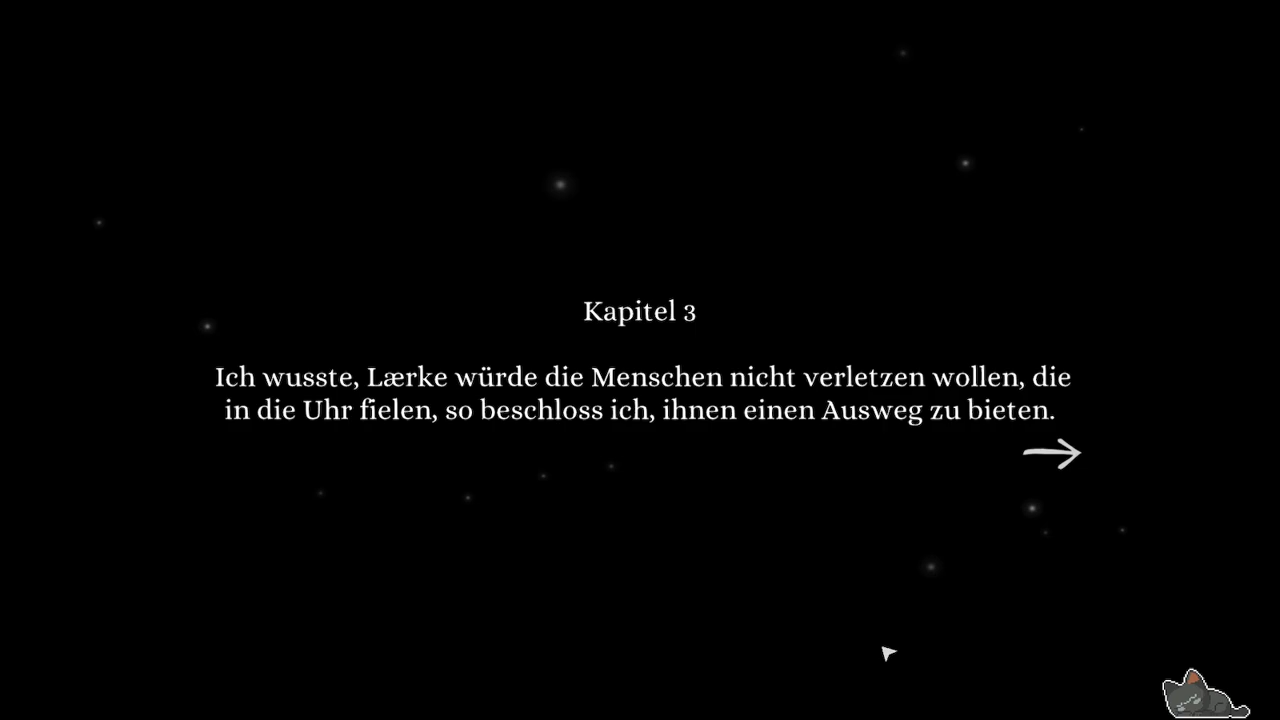 Kapitel 3
Ich wusste, Lærke würde die Menschen nicht verletzen wollen, die
in die Uhr fielen, so beschloss ich, ihnen einen Ausweg zu bieten.